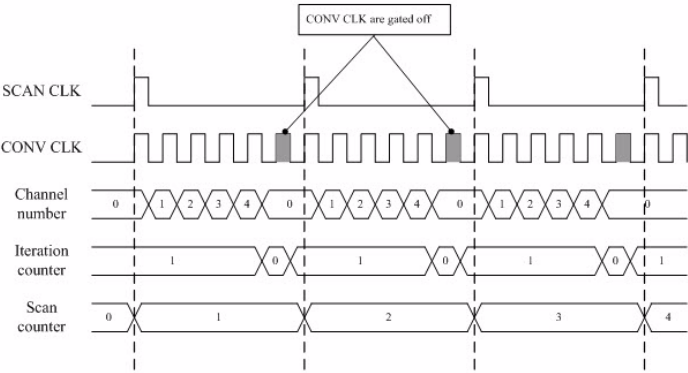 CONV CLK are gated off
SCAN CLK
CONV CLK
Channel number
0 1 2 3 4 0 1 2 3 4 0 1 2 3 4 0
Iteration counter
1 0 1 0 1 0 1
Scan counter
0 1 2 3 4